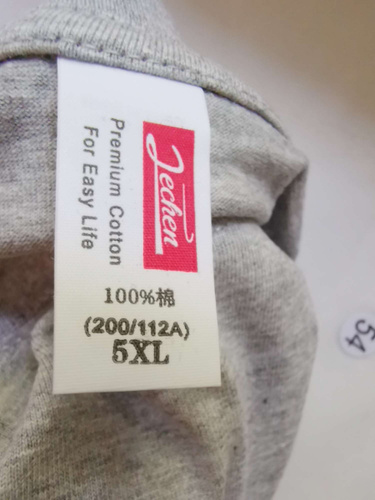 Jechen
Premium Cotton
For Easy Life
100%棉
(200/112A)
5XL
54